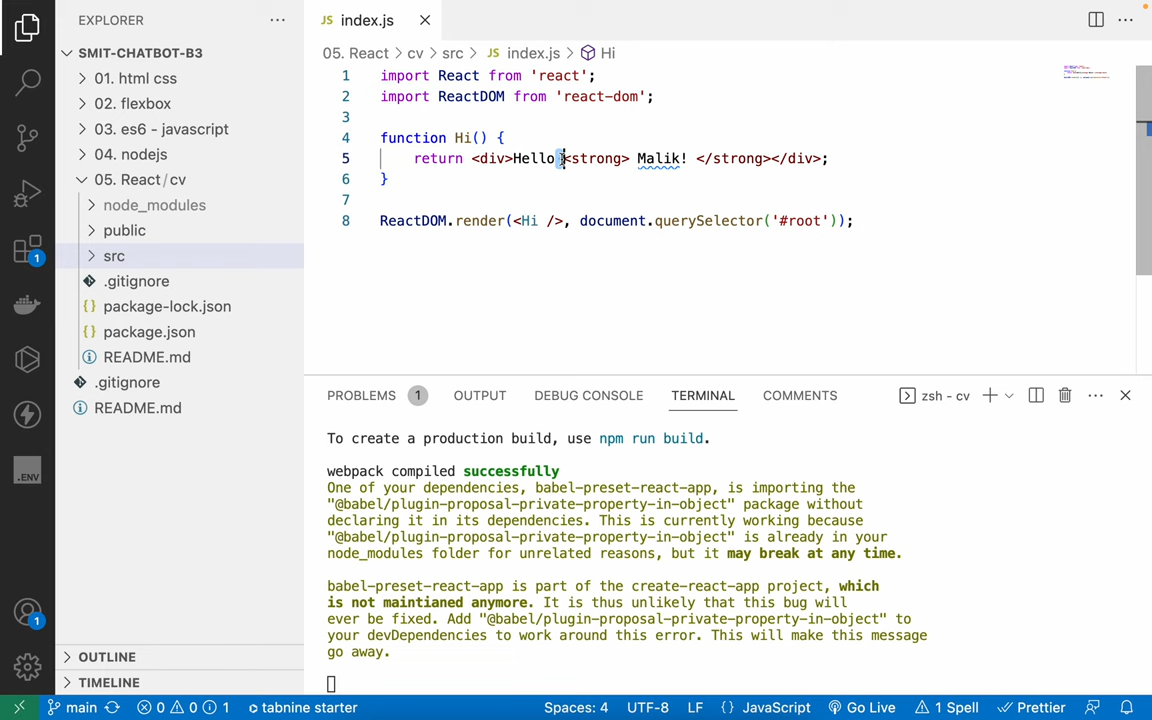 EXPLORER
SMIT-CHATBOT-B3
01. html css
02. flexbox
03. es6 - javascript
04. nodejs
05. React/cv
node_modules
public
src
.gitignore
{} package-lock.json
{} package.json
README.md
.gitignore
README.md
OUTLINE
TIMELINE
1
.ENV
1
JS index.js
05. React > cv > src > JS index.js > Hi
1 import React from 'react';
2 import ReactDOM from 'react-dom';
3
4 function Hi() {
5 return <div>Hello <strong> Malik! </strong></div>;
6 }
7
8 ReactDOM.render(<Hi />, document.querySelector('#root'));
PROBLEMS 1 OUTPUT DEBUG CONSOLE TERMINAL COMMENTS zsh - cv
To create a production build, use npm run build.
webpack compiled successfully
One of your dependencies, babel-preset-react-app, is importing the
"@babel/plugin-proposal-private-property-in-object" package without
declaring it in its dependencies. This is currently working because
"@babel/plugin-proposal-private-property-in-object" is already in your
node_modules folder for unrelated reasons, but it may break at any time.
babel-preset-react-app is part of the create-react-app project, which
is not maintianed anymore. It is thus unlikely that this bug will
ever be fixed. Add "@babel/plugin-proposal-private-property-in-object" to
your devDependencies to work around this error. This will make this message
go away.
main 0 0 1 tabnine starter Spaces: 4 UTF-8 LF {} JavaScript Go Live 1 Spell Prettier